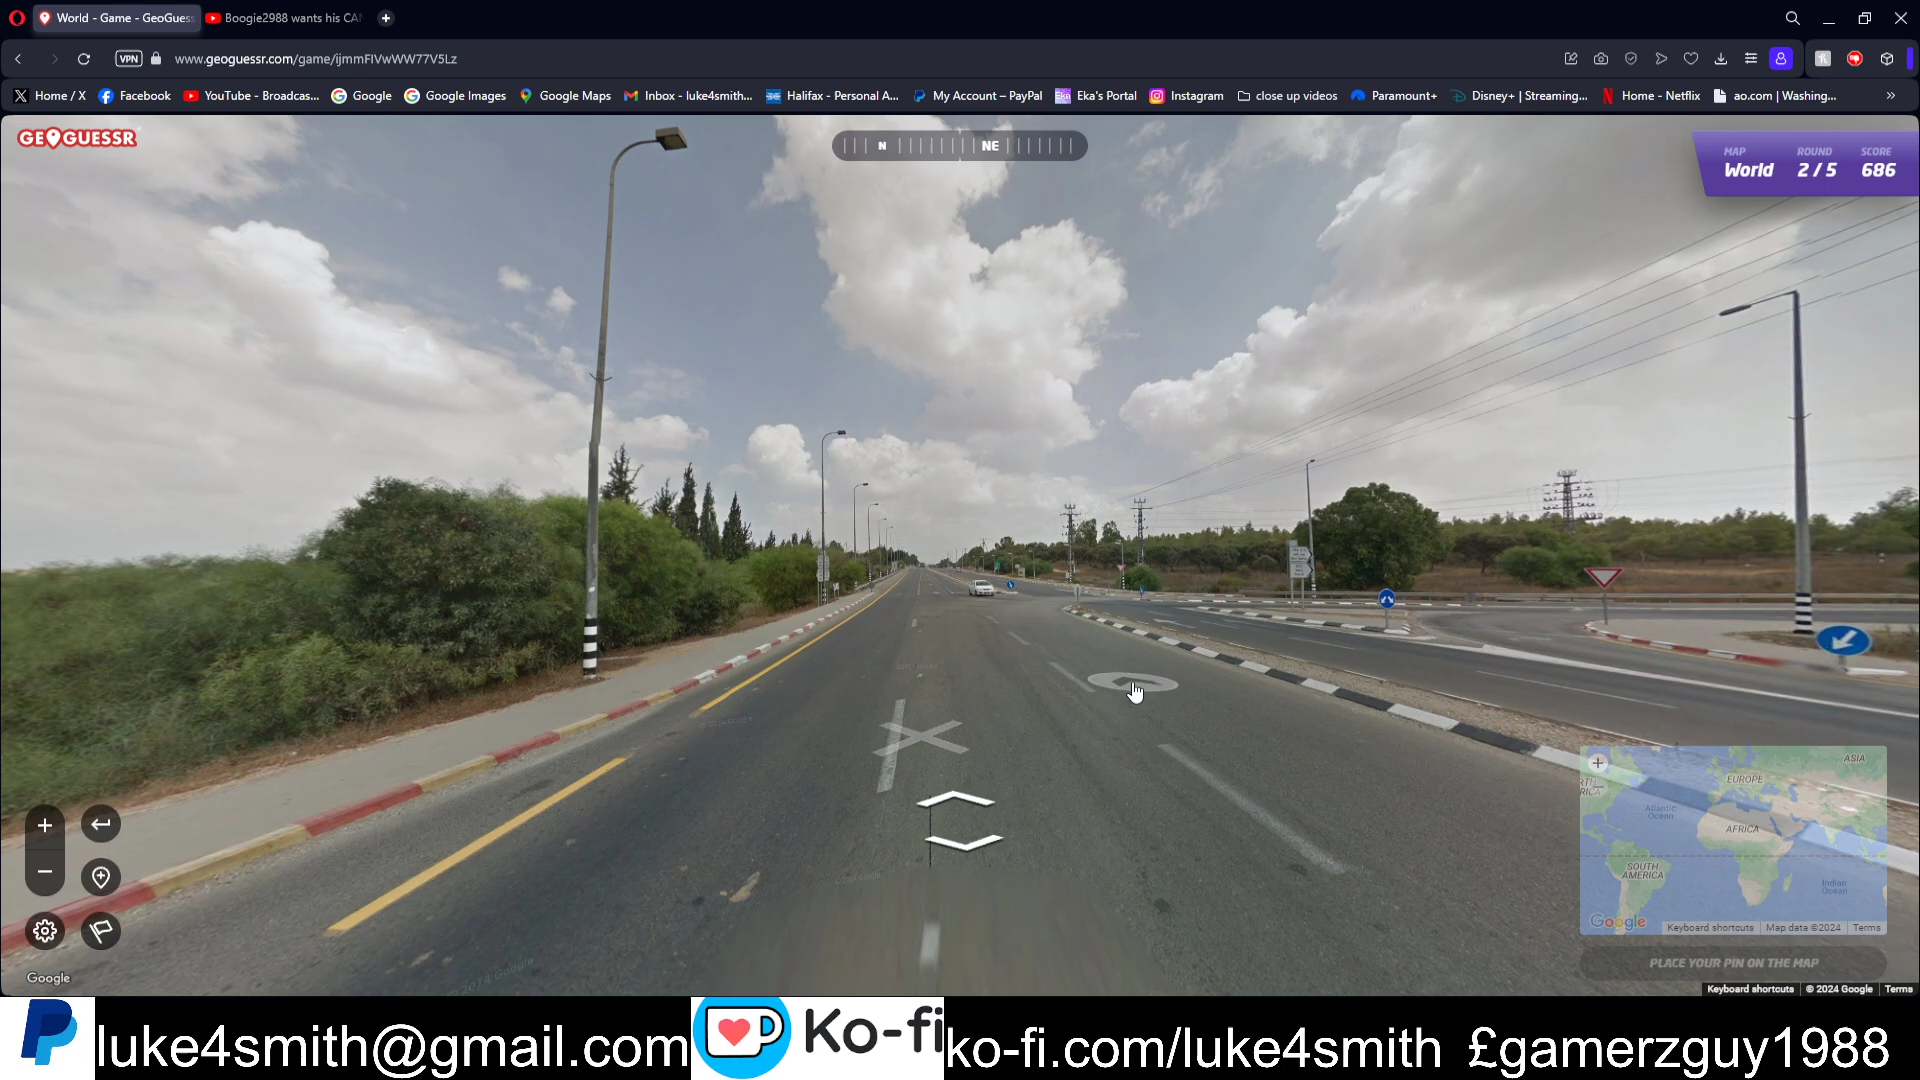 World - Game - GeoGuess
Boogie2988 wants his CA
VPN
www.geoguessr.com/game/ijmmFIVwWW77V5Lz
Home / X
Facebook
YouTube - Broadcas...
Google
Google Images
Google Maps
Inbox - luke4smith...
Halifax - Personal A...
My Account – PayPal
Eka's Portal
Instagram
close up videos
Paramount+
Disney+ | Streaming...
Home - Netflix
ao.com | Washing...
GEOGUESSR
N
NE
MAP
World
ROUND
2 / 5
SCORE
686
ASIA
EUROPE
Atlantic
Ocean
AFRICA
SOUTH
AMERICA
Indian
Ocean
Google
Keyboard shortcuts
Map data ©2024
Terms
PLACE YOUR PIN ON THE MAP
Google
Keyboard shortcuts
© 2024 Google
Terms
luke4smith@gmail.com
Ko-fi
ko-fi.com/luke4smith £gamerzguy1988